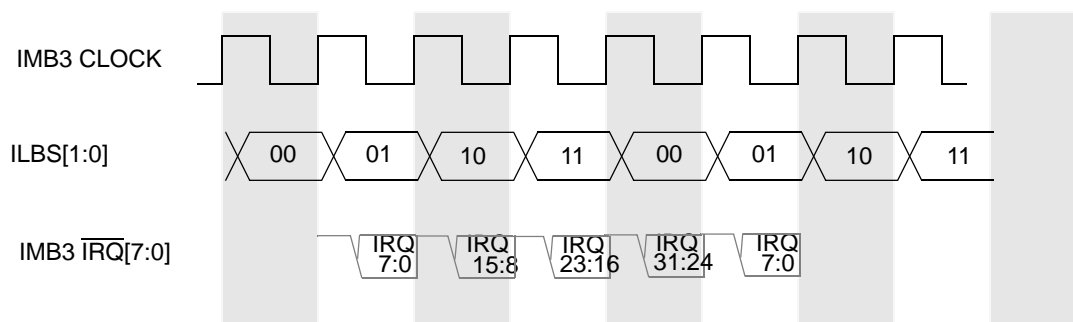 IMB3 CLOCK
ILBS[1:0]
00 01 10 11 00 01 10 11
IMB3 IRQ[7:0]
IRQ 7:0
IRQ 15:8
IRQ 23:16
IRQ 31:24
IRQ 7:0